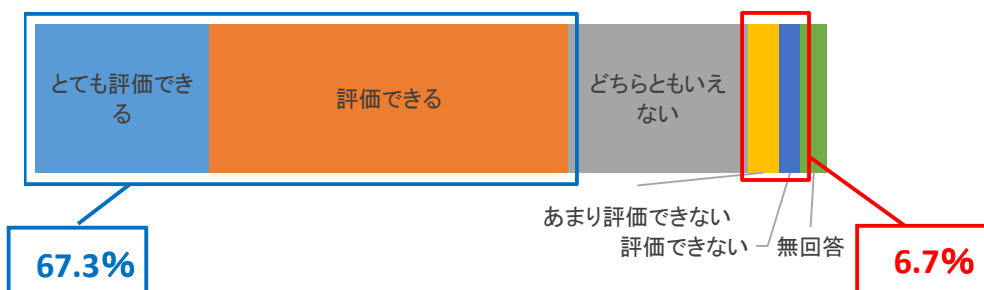 とても評価でき
る
評価できる
どちらともいえ
ない
あまり評価できない
評価できない
無回答
67.3%
6.7%